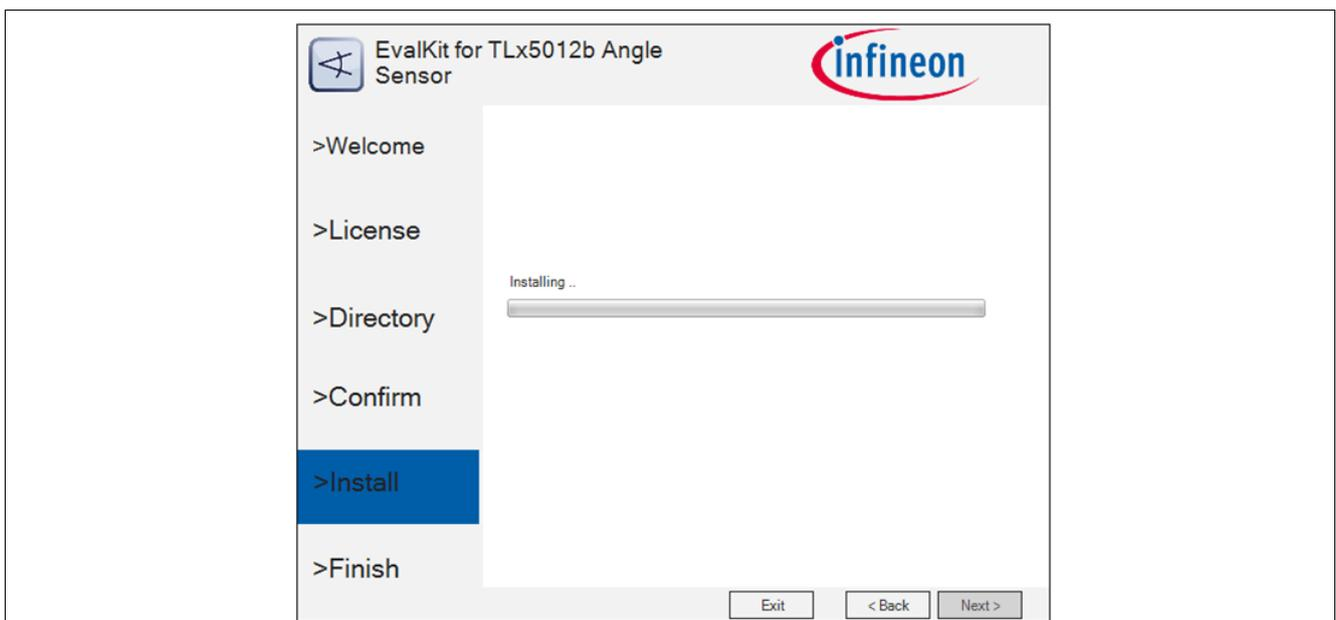 EvalKit for TLx5012b Angle
Sensor
infineon
>Welcome
>License
>Directory
>Confirm
>Install
>Finish
Installing ..
Exit
< Back
Next >